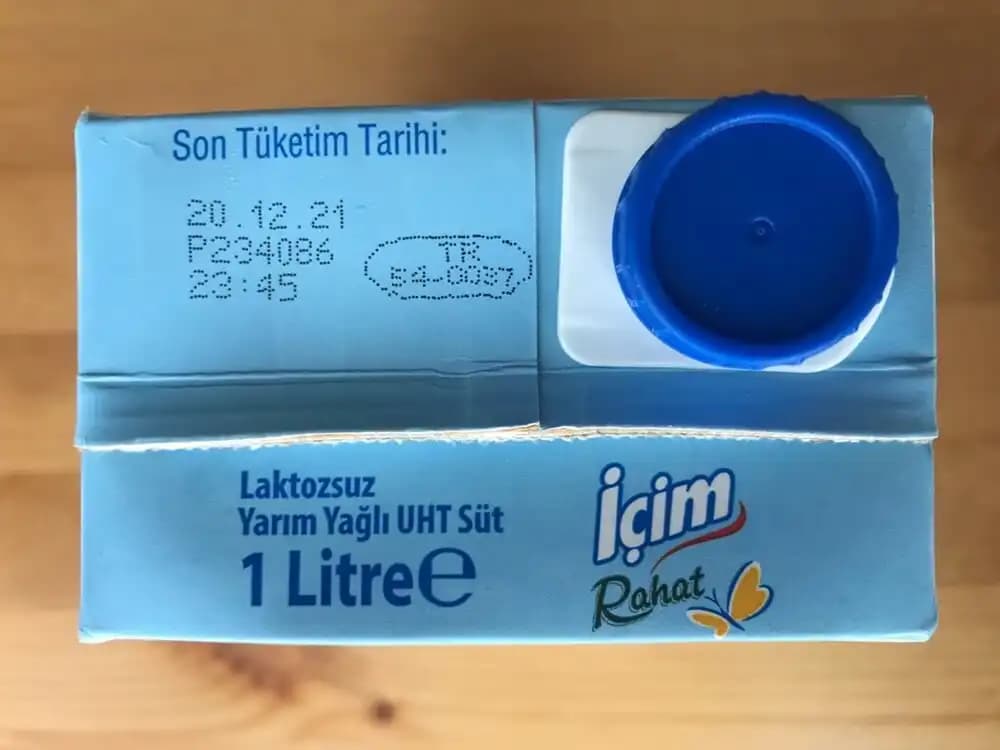 Son Tüketim Tarihi:
20.12.21
P234086
23:45
TR
54-0037
Laktozsuz
Yarım Yağlı UHT Süt
1 Litre℮
İçim
Rahat